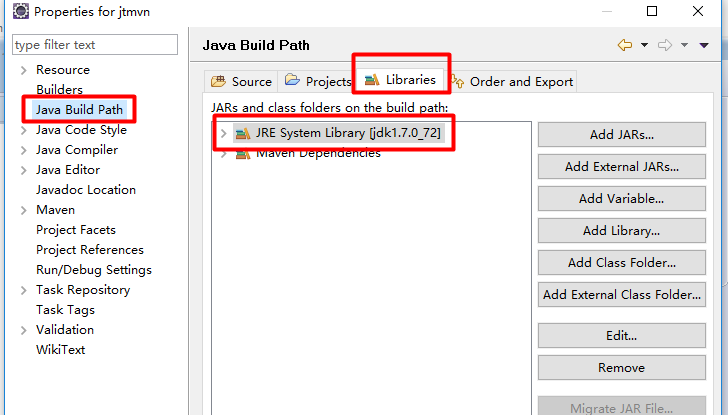 Properties for jtmvn
type filter text
Resource
Builders
Java Build Path
Java Code Style
Java Compiler
Java Editor
Javadoc Location
Maven
Project Facets
Project References
Run/Debug Settings
Task Repository
Task Tags
Validation
WikiText
Java Build Path
Source
Projects
Libraries
Order and Export
JARs and class folders on the build path:
JRE System Library [jdk1.7.0_72]
Maven Dependencies
Add JARs...
Add External JARs...
Add Variable...
Add Library...
Add Class Folder...
Add External Class Folder...
Edit...
Remove
Migrate JAR File...